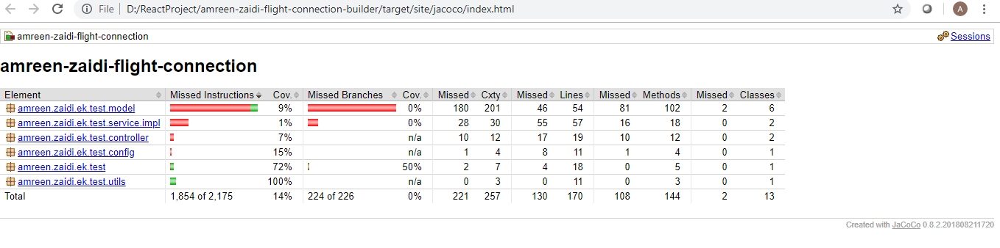 File D:/ReactProject/amreen-zaidi-flight-connection-builder/target/site/jacoco/index.html A
amreen-zaidi-flight-connection Sessions
amreen-zaidi-flight-connection
Element Missed Instructions Cov. Missed Branches Cov. Missed Cxty Missed Lines Missed Methods Missed Classes
amreen.zaidi.ek.test.model 9% 0% 180 201 46 54 81 102 2 6
amreen.zaidi.ek.test.service.impl 1% 0% 28 30 55 57 16 18 0 2
amreen.zaidi.ek.test.controller 7% n/a 10 12 17 19 10 12 0 2
amreen.zaidi.ek.test.config 15% n/a 1 4 8 11 1 4 0 1
amreen.zaidi.ek.test 72% 50% 2 7 4 18 0 5 0 1
amreen.zaidi.ek.test.utils 100% n/a 0 3 0 11 0 3 0 1
Total 1,854 of 2,175 14% 224 of 226 0% 221 257 130 170 108 144 2 13
Created with JaCoCo 0.8.2.201808211720